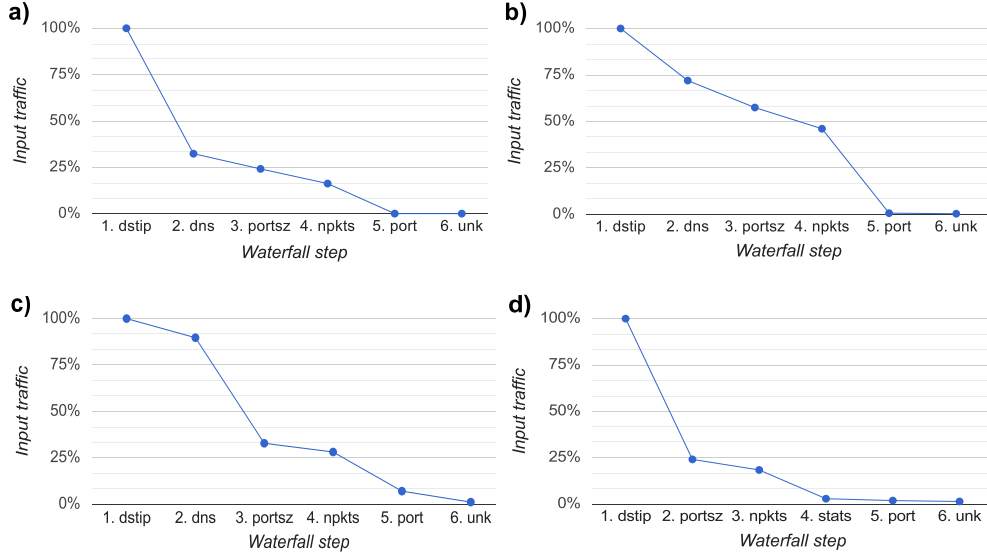 a)
100%
75%
50%
25%
0%
Input traffic
1. dstip 2. dns 3. portsz 4. npkts 5. port 6. unk
Waterfall step
b)
100%
75%
50%
25%
0%
Input traffic
1. dstip 2. dns 3. portsz 4. npkts 5. port 6. unk
Waterfall step
c)
100%
75%
50%
25%
0%
Input traffic
1. dstip 2. dns 3. portsz 4. npkts 5. port 6. unk
Waterfall step
d)
100%
75%
50%
25%
0%
Input traffic
1. dstip 2. portsz 3. npkts 4. stats 5. port 6. unk
Waterfall step